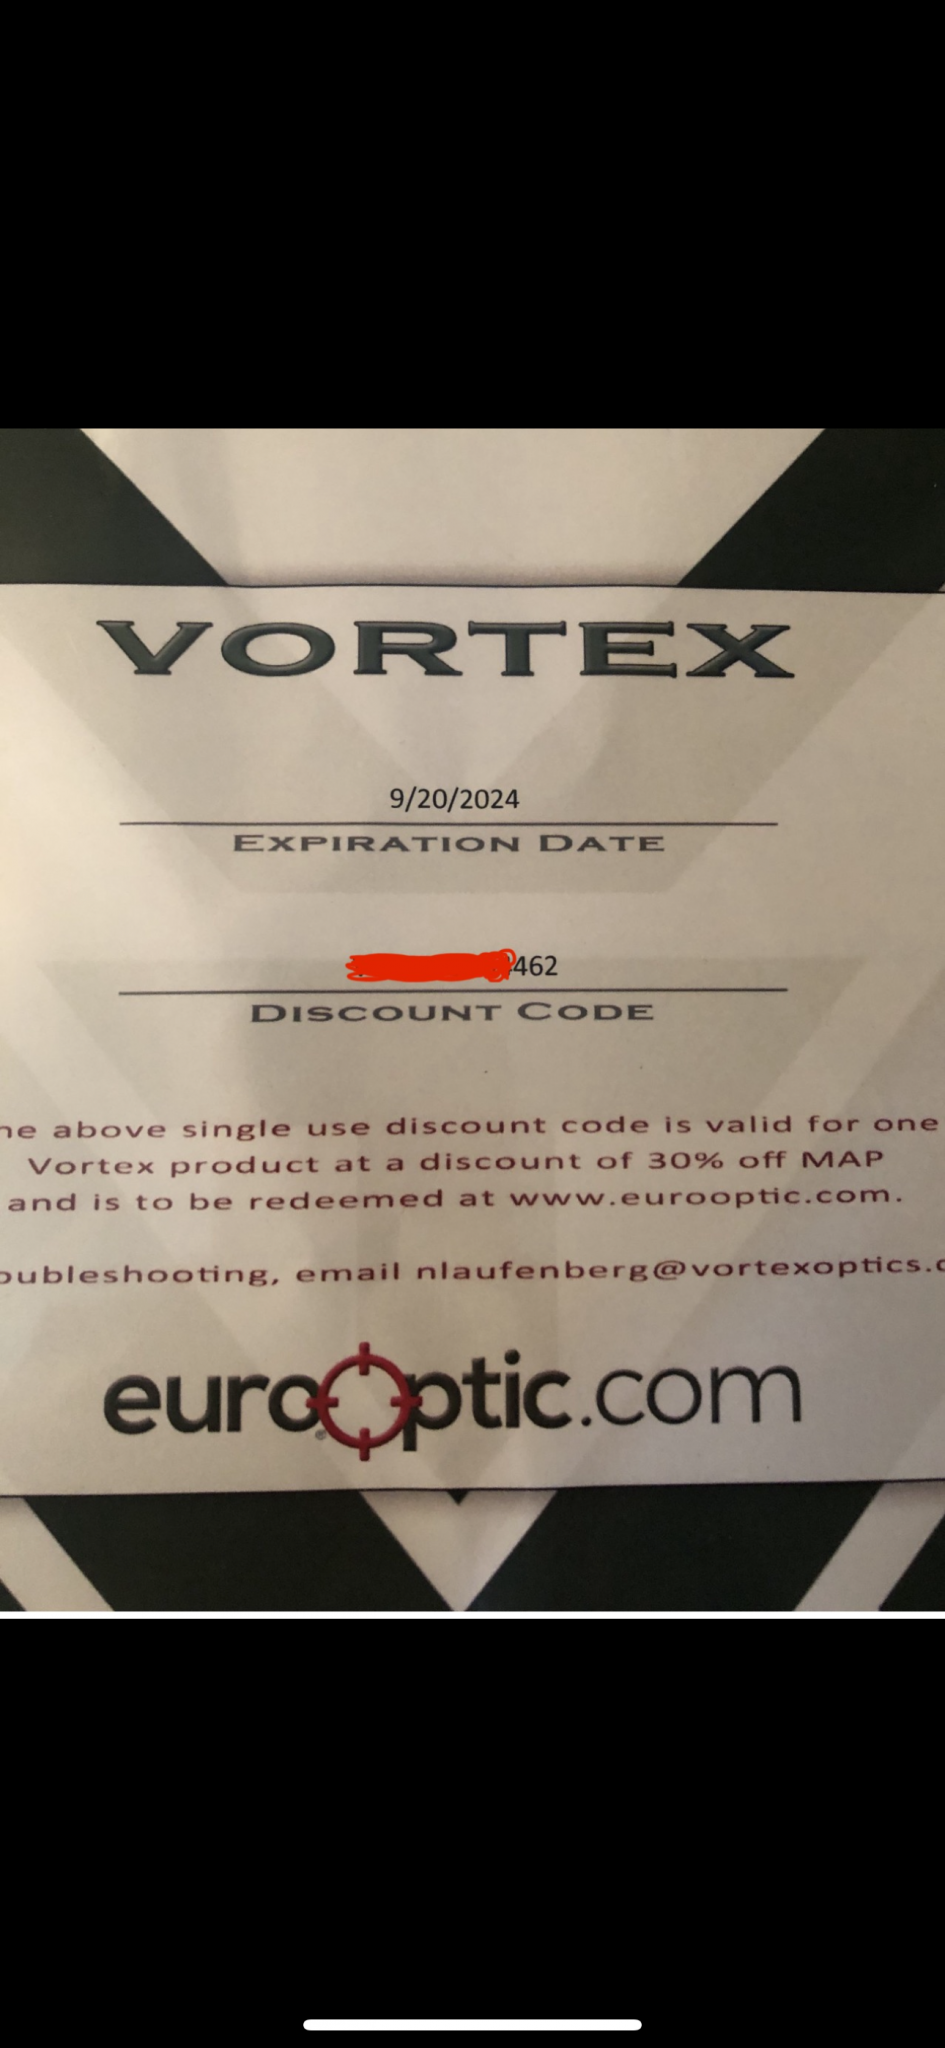 VORTEX
9/20/2024
EXPIRATION DATE
462
DISCOUNT CODE
above single use discount code is valid for one
Vortex product at a discount of 30% off MAP
and is to be redeemed at www.eurooptic.com.
email nlaufenberg@vortexoptics.
eurooptic.com